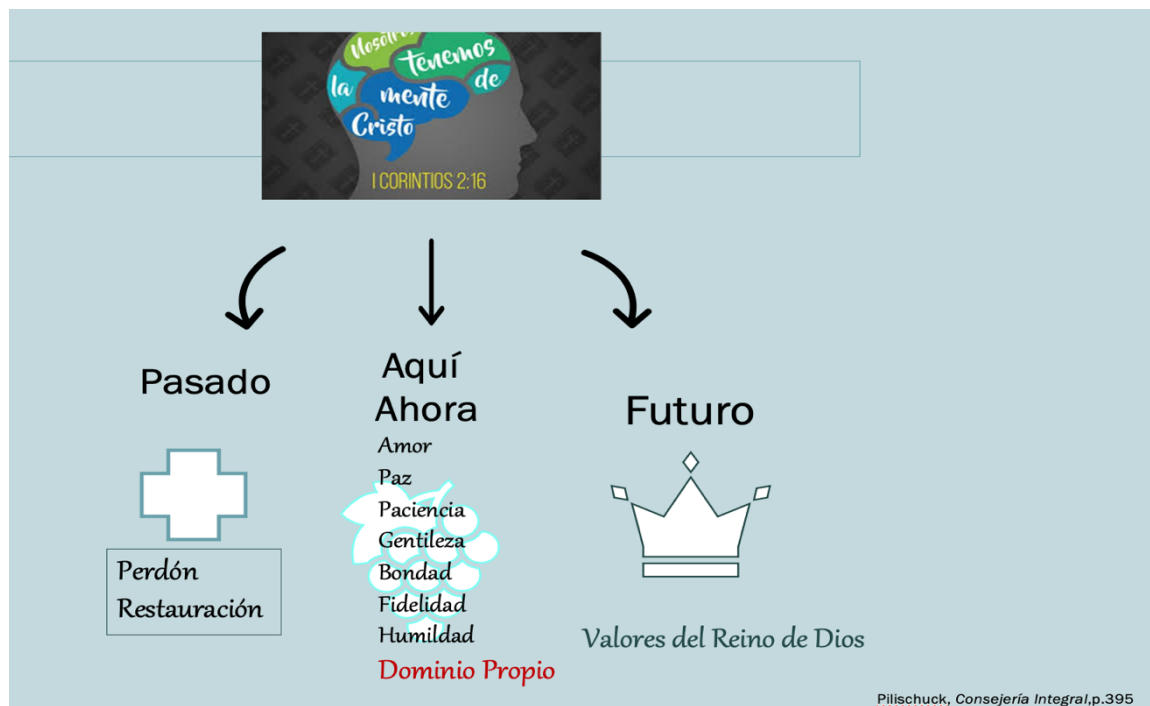 Nosotros
tenemos
la mente de
Cristo
I CORINTIOS 2:16
Pasado
Perdón
Restauración
Aquí
Ahora
Amor
Paz
Paciencia
Gentileza
Bondad
Fidelidad
Humildad
Dominio Propio
Futuro
Valores del Reino de Dios
Pilischuck, Consejería Integral,p.395